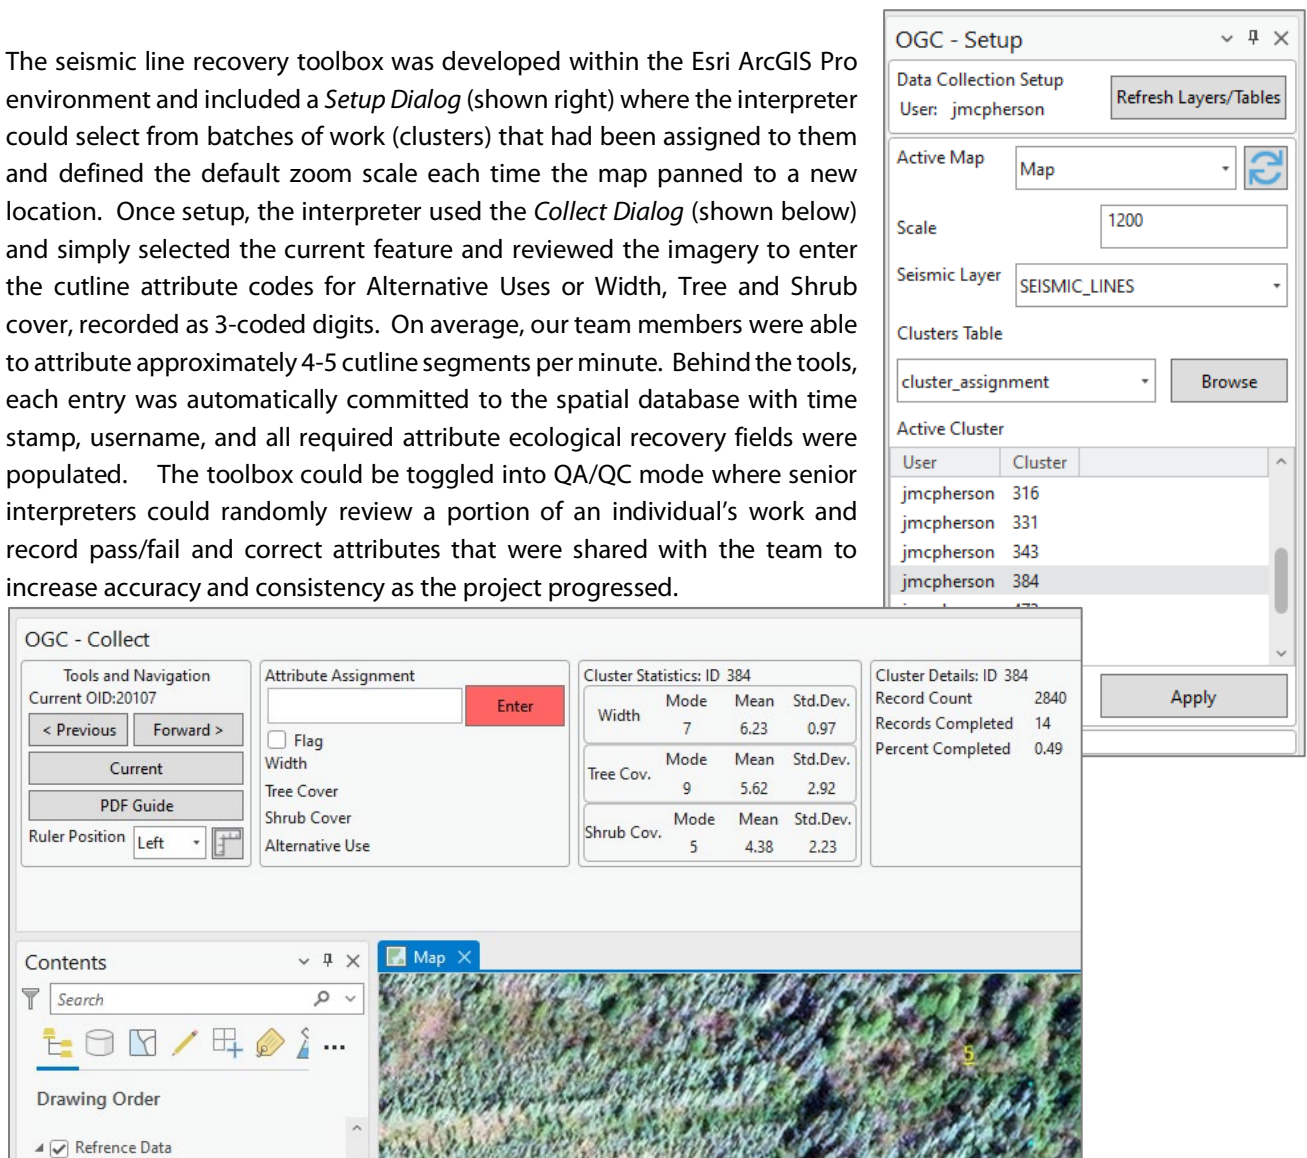 The seismic line recovery toolbox was developed within the Esri ArcGIS Pro
environment and included a Setup Dialog (shown right) where the interpreter
could select from batches of work (clusters) that had been assigned to them
and defined the default zoom scale each time the map panned to a new
location. Once setup, the interpreter used the Collect Dialog (shown below)
and simply selected the current feature and reviewed the imagery to enter
the cutline attribute codes for Alternative Uses or Width, Tree and Shrub
cover, recorded as 3-coded digits. On average, our team members were able
to attribute approximately 4-5 cutline segments per minute. Behind the tools,
each entry was automatically committed to the spatial database with time
stamp, username, and all required attribute ecological recovery fields were
populated. The toolbox could be toggled into QA/QC mode where senior
interpreters could randomly review a portion of an individual's work and
record pass/fail and correct attributes that were shared with the team to
increase accuracy and consistency as the project progressed.
OGC - Setup
Data Collection Setup
User: jmcpherson
Refresh Layers/Tables
Active Map
Map
Scale
1200
Seismic Layer
SEISMIC_LINES
Clusters Table
cluster_assignment
Browse
Active Cluster
User Cluster
jmcpherson 316
jmcpherson 331
jmcpherson 343
jmcpherson 384
Apply
OGC - Collect
Tools and Navigation
Current OID:20107
< Previous Forward >
Current
PDF Guide
Ruler Position Left
Attribute Assignment
Enter
Flag
Width
Tree Cover
Shrub Cover
Alternative Use
Cluster Statistics: ID 384
Mode Mean Std.Dev.
Width
7 6.23 0.97
Mode Mean Std.Dev.
Tree Cov.
9 5.62 2.92
Mode Mean Std.Dev.
Shrub Cov.
5 4.38 2.23
Cluster Details: ID 384
Record Count 2840
Records Completed 14
Percent Completed 0.49
Contents
Search
Drawing Order
Refrence Data
Map
5